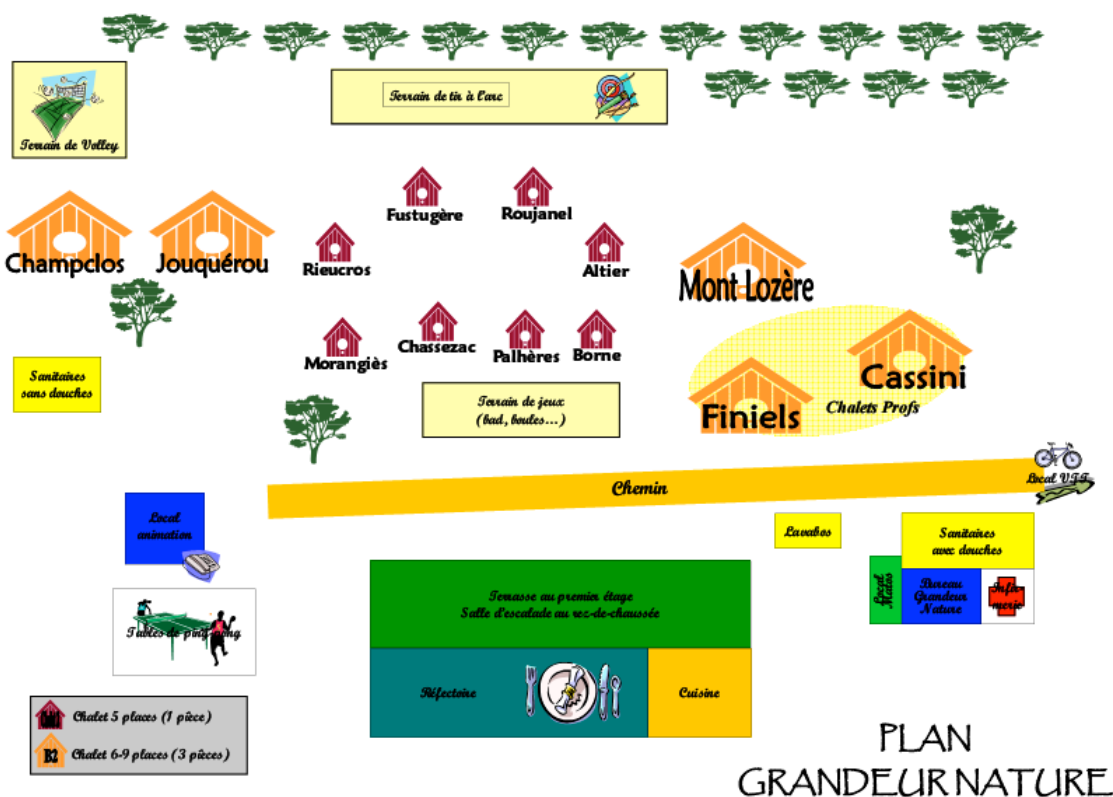 Terrain de Volley
Terrain de tir à l'arc
Fustugère
Roujanel
Champclos
Jouquérou
Rieucros
Altier
Mont Lozère
Morangiès
Chassezac
Palhères
Borne
Cassini
Finiels
Chalets Profs
Sanitaires
sans douches
Terrain de jeux
(bad, boules...)
Chemin
Local VTT
Local
animation
Lavabos
Sanitaires
avec douches
Local
Matos
Bureau
Grandeur
Nature
Infir-
merie
Terrasse au premier étage
Salle d'escalade au rez-de-chaussée
Tables de ping-pong
Réfectoire
Cuisine
Chalet 5 places (1 pièce)
B2
Chalet 6-9 places (3 pièces)
PLAN
GRANDEUR NATURE